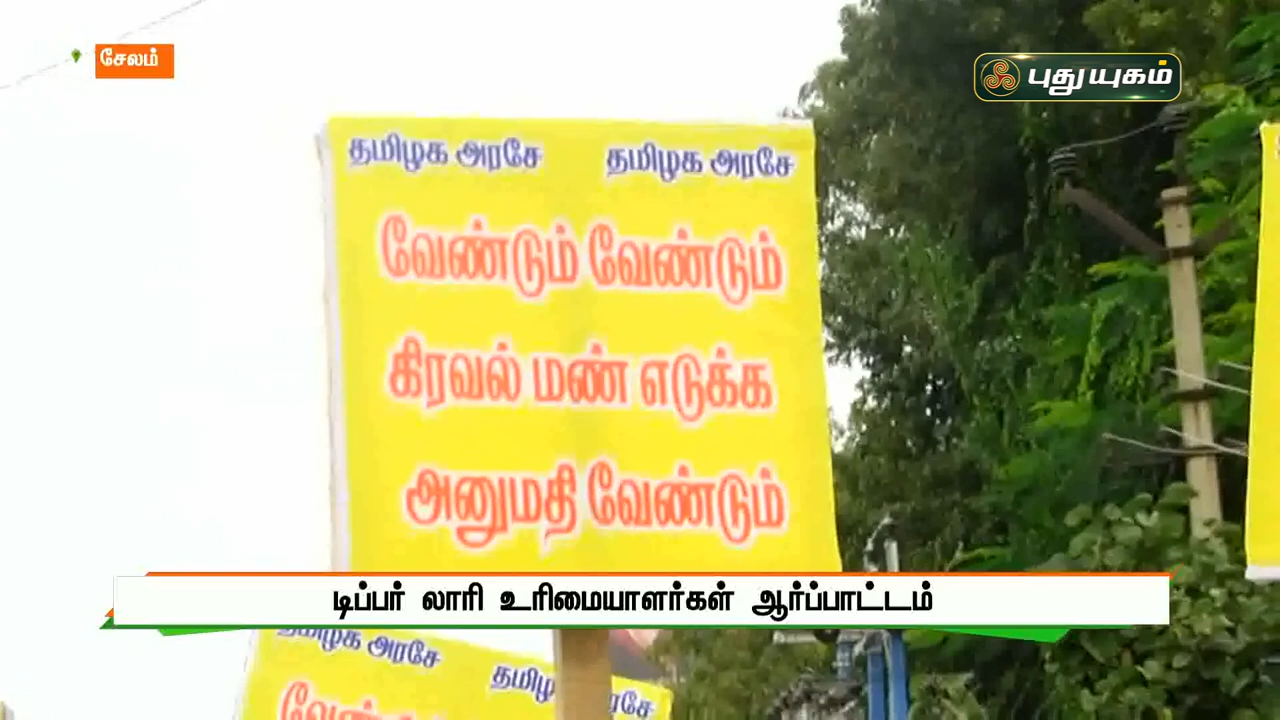 சேலம்
புதுயுகம்
தமிழக அரசே தமிழக அரசே
வேண்டும் வேண்டும்
கிரவல் மண் எடுக்க
அனுமதி வேண்டும்
டிப்பர் லாரி உரிமையாளர்கள் ஆர்ப்பாட்டம்
தமிழக அரசே